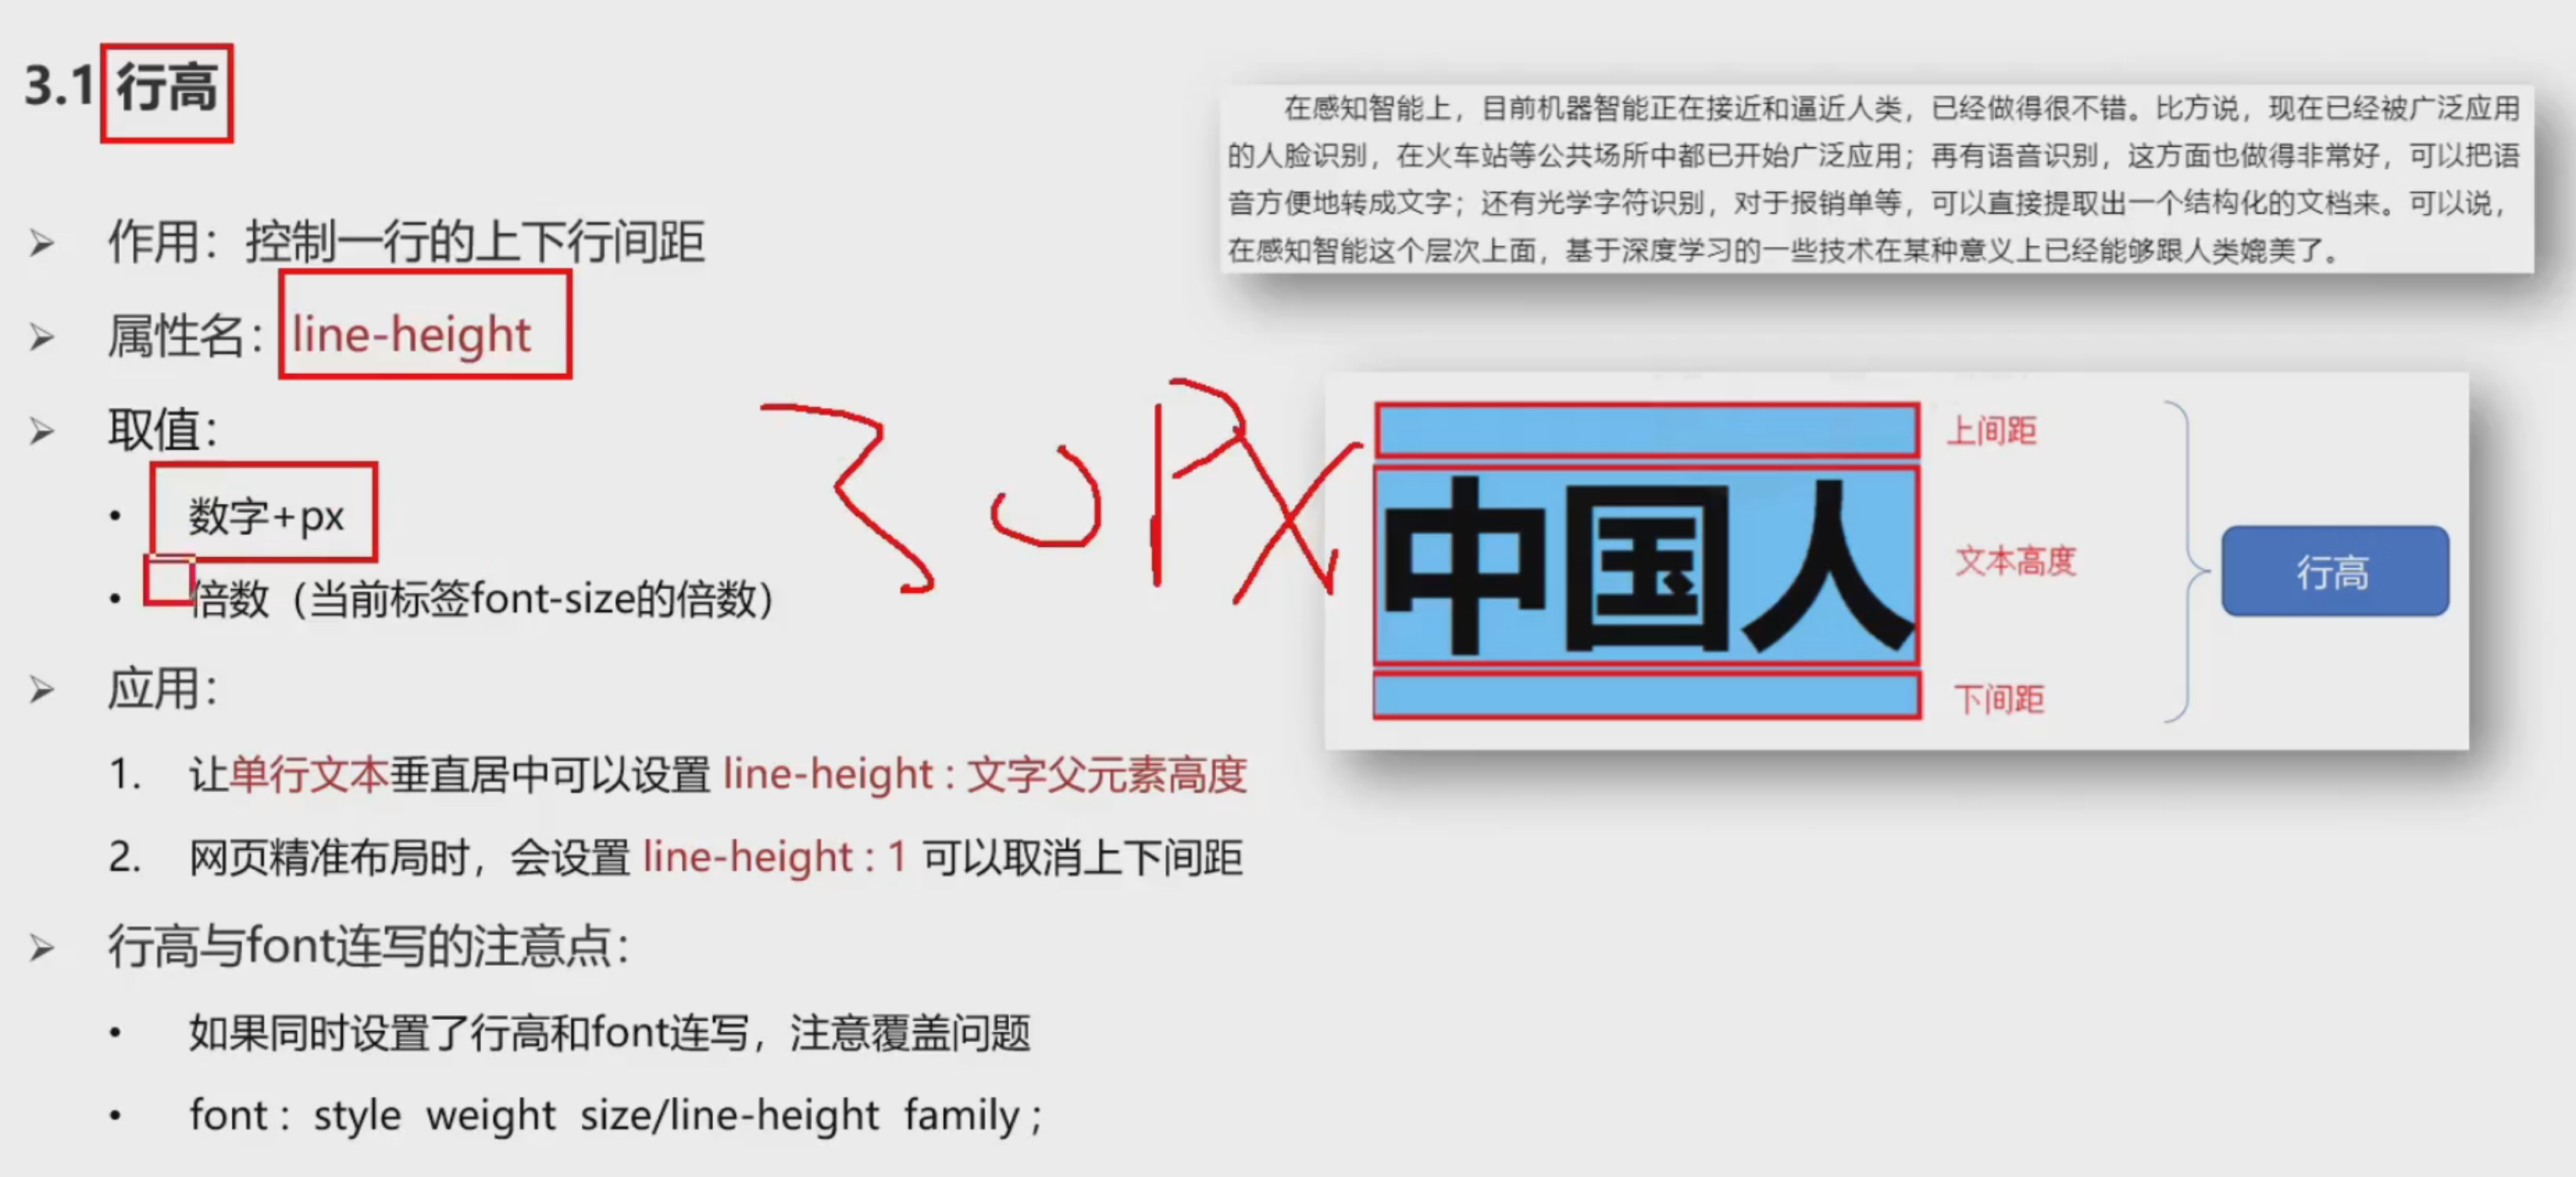 3.1 行高
作用：控制一行的上下行间距
属性名：line-height
取值：
• 数字+px
• 倍数（当前标签font-size的倍数）
应用：
1. 让单行文本垂直居中可以设置 line-height : 文字父元素高度
2. 网页精准布局时，会设置 line-height : 1 可以取消上下间距
行高与font连写的注意点：
• 如果同时设置了行高和font连写，注意覆盖问题
• font : style weight size/line-height family ;
30PX
在感知智能上，目前机器智能正在接近和逼近人类，已经做得很不错。比方说，现在已经被广泛应用
的人脸识别，在火车站等公共场所中都已开始广泛应用；再有语音识别，这方面也做得非常好，可以把语
音方便地转成文字；还有光学字符识别，对于报销单等，可以直接提取出一个结构化的文档来。可以说，
在感知智能这个层次上面，基于深度学习的一些技术在某种意义上已经能够跟人类媲美了。
上间距
中国人
文本高度
下间距
行高